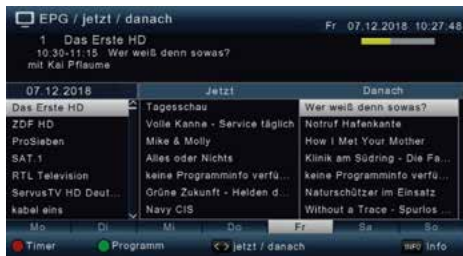 EPG / jetzt / danach
Fr 07.12.2018 10:27:48
1 Das Erste HD
10:30-11:15 Wer weiß denn sowas?
mit Kai Pflaume
07.12.2018 Jetzt Danach
Das Erste HD Tagesschau Wer weiß denn sowas?
ZDF HD Volle Kanne - Service täglich Notruf Hafenkante
ProSieben Mike & Molly How I Met Your Mother
SAT.1 Alles oder Nichts Klinik am Südring - Die Fa...
RTL Television keine Programminfo verfü... keine Programminfo verfü...
ServusTV HD Deut... Grüne Zukunft - Helden d... Naturschützer im Einsatz
kabel eins Navy CIS Without a Trace - Spurlos ...
Mo Di Mi Do Fr Sa So
Timer Programm <> jetzt / danach INFO Info